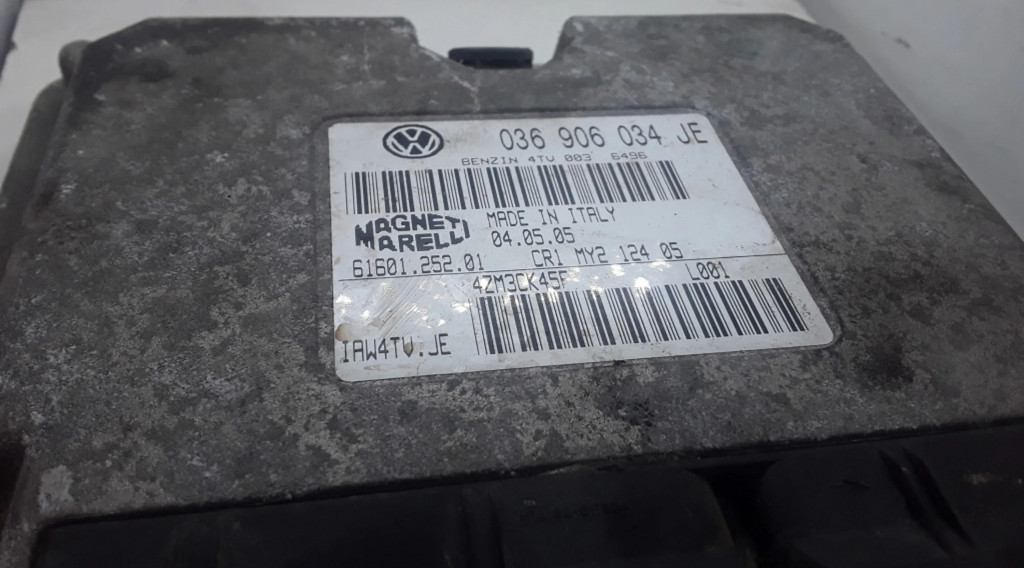 036 906 034 JE
BENZIN 4TV 003 6496
MAGNETI
MARELLI
MADE IN ITALY
04.05.05
61601.252.01 CR1 MY2 124 05
4ZM3CK45F L001
IAW4TV.JE